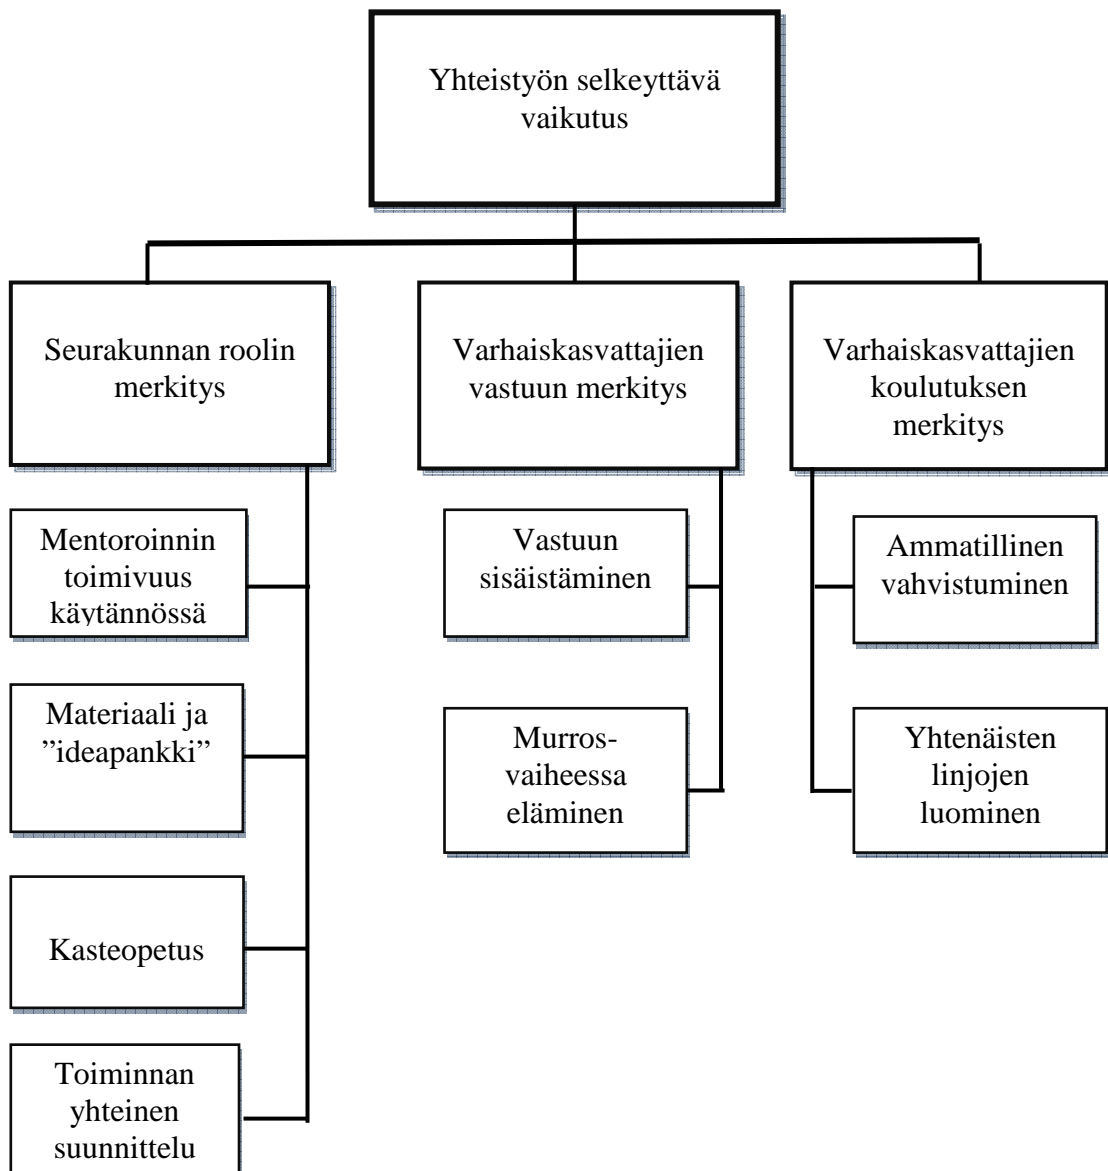 Yhteistyön selkeyttävä
vaikutus
Seurakunnan roolin
merkitys
Varhaiskasvattajien
vastuun merkitys
Varhaiskasvattajien
koulutuksen
merkitys
Mentoroinnin
toimivuus
käytännössä
Materiaali ja
”ideapankki”
Kasteopetus
Toiminnan
yhteinen
suunnittelu
Vastuun
sisäistäminen
Murros-
vaiheessa
eläminen
Ammatillinen
vahvistuminen
Yhtenäisten
linjojen
luominen